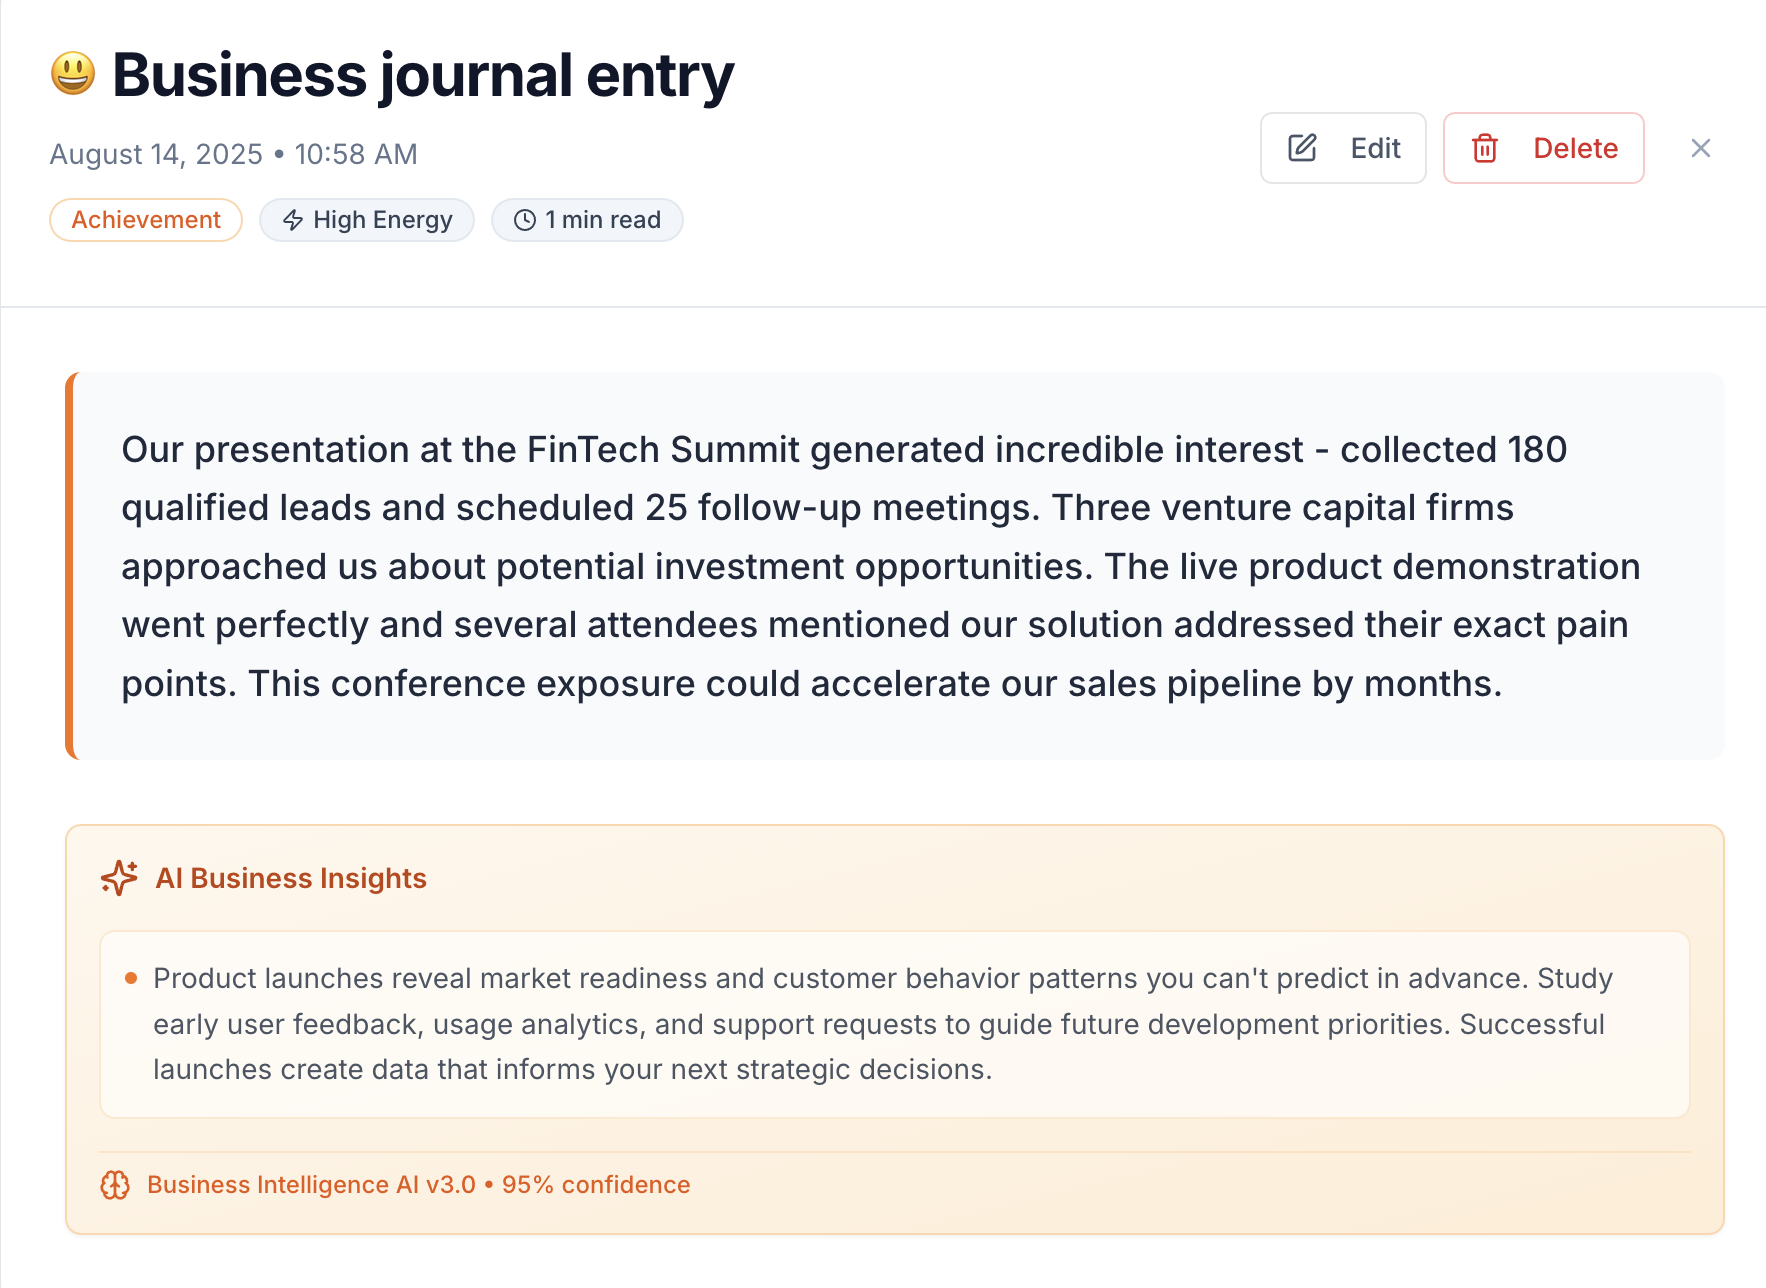 😃 Business journal entry
August 14, 2025 • 10:58 AM
Edit
Delete
Achievement
High Energy
1 min read
Our presentation at the FinTech Summit generated incredible interest - collected 180
qualified leads and scheduled 25 follow-up meetings. Three venture capital firms
approached us about potential investment opportunities. The live product demonstration
went perfectly and several attendees mentioned our solution addressed their exact pain
points. This conference exposure could accelerate our sales pipeline by months.
AI Business Insights
• Product launches reveal market readiness and customer behavior patterns you can't predict in advance. Study
early user feedback, usage analytics, and support requests to guide future development priorities. Successful
launches create data that informs your next strategic decisions.
Business Intelligence AI v3.0 • 95% confidence